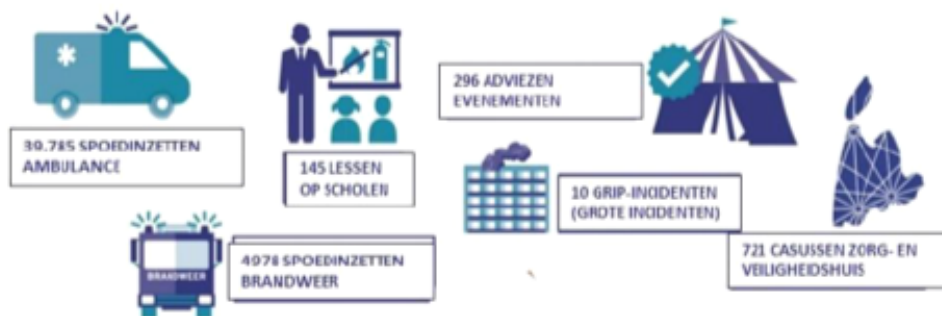 39.785 SPOEDINZETTEN
AMBULANCE
145 LESSEN
OP SCHOLEN
296 ADVIEZEN
EVENEMENTEN
10 GRIP-INCIDENTEN
(GROTE INCIDENTEN)
721 CASUSSEN ZORG- EN
VEILIGHEIDSHUIS
BRANDWEER
4978 SPOEDINZETTEN
BRANDWEER